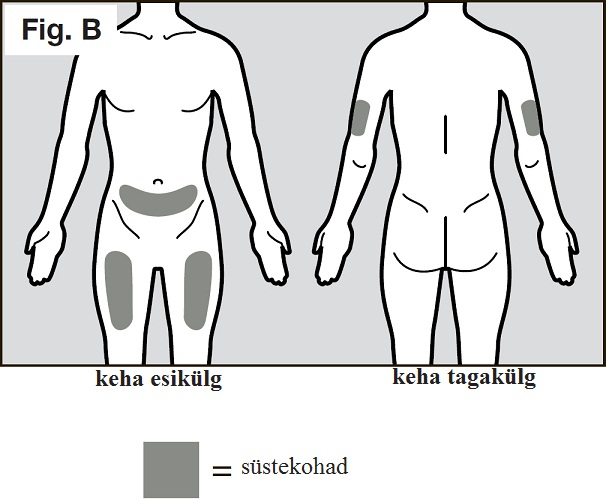 Fig. B
keha esikülg
keha tagakülg
= süstekohad